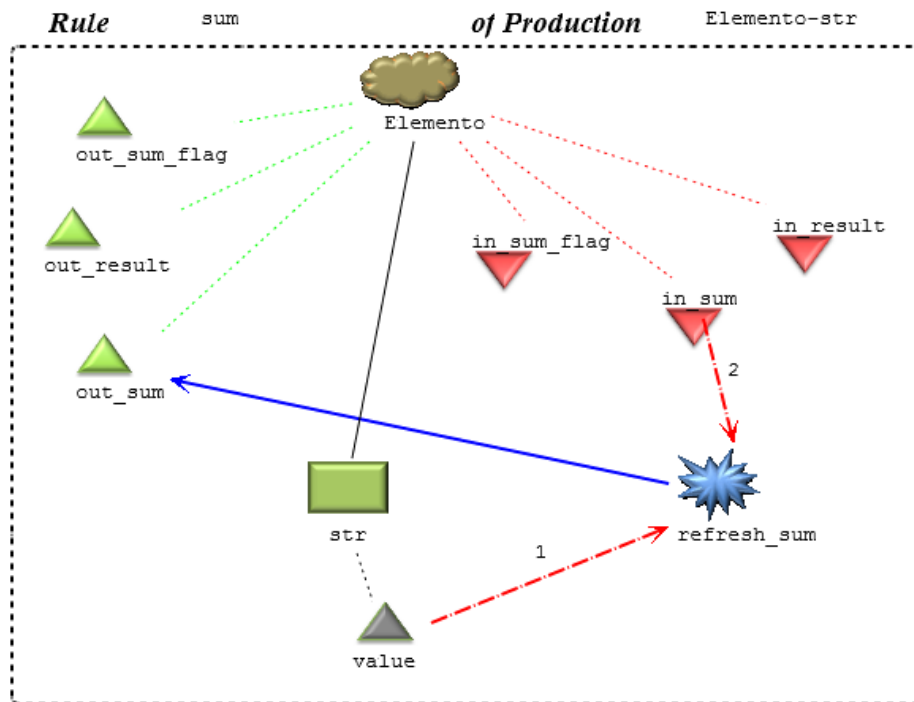 Rule sum of Production Elemento-str
Elemento
out_sum_flag
in_result
in_sum_flag
out_result
in_sum
2
out_sum
str
refresh_sum
1
value